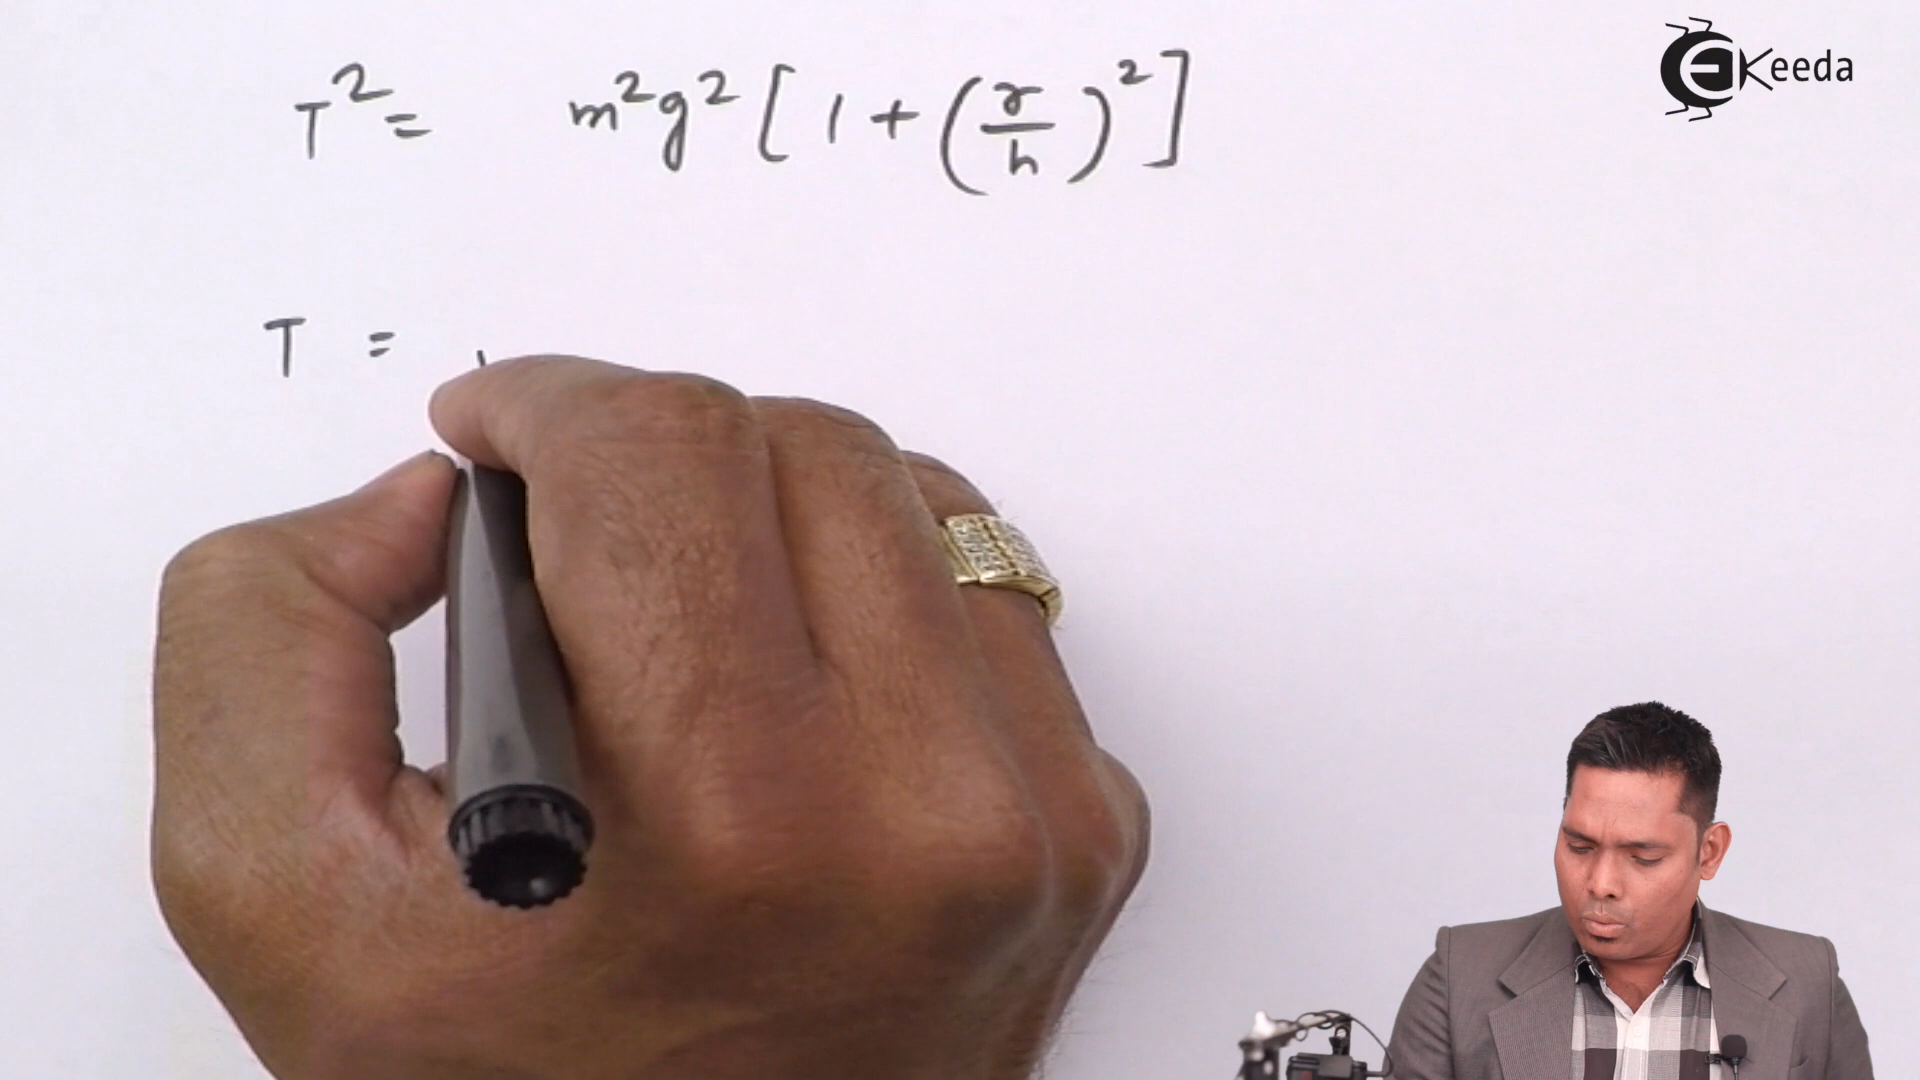 EKeeda
T² = m²g² [ 1 + (r/h)² ]
T =